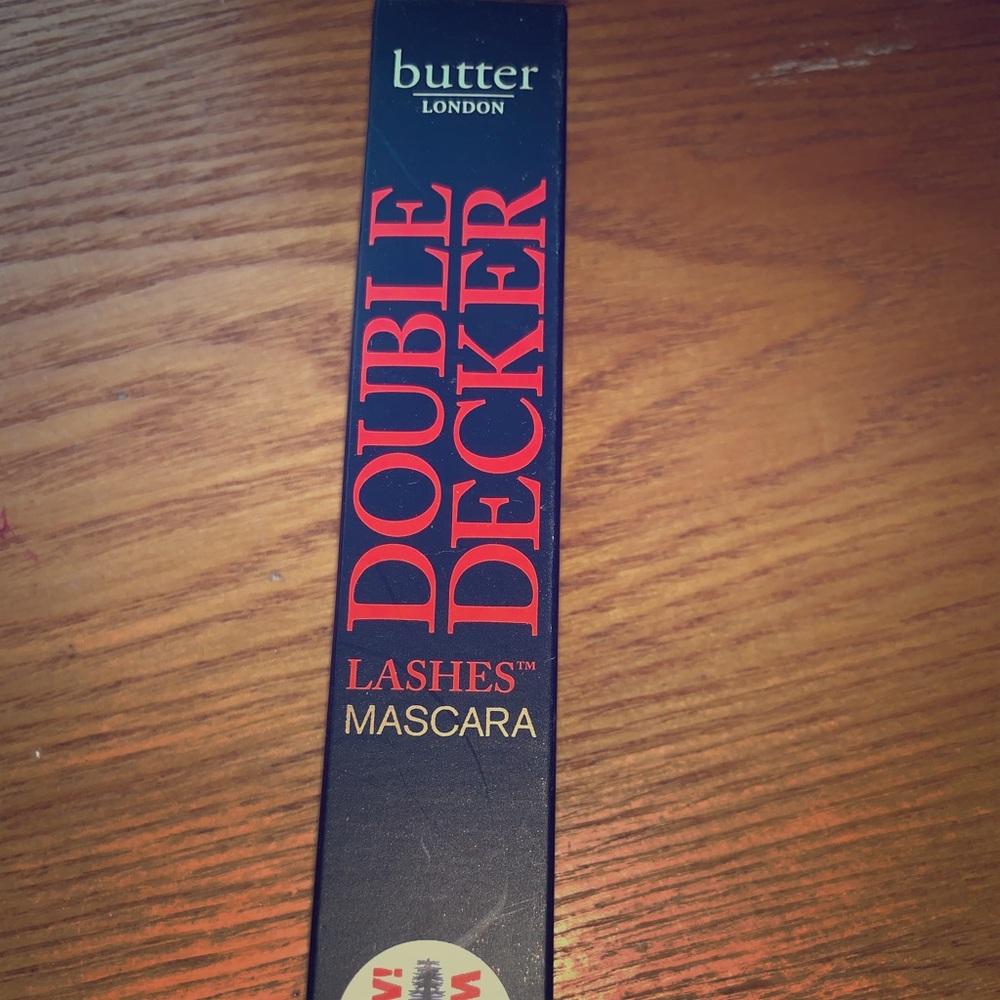 butter
LONDON
DOUBLE
DECKER
LASHES™
MASCARA